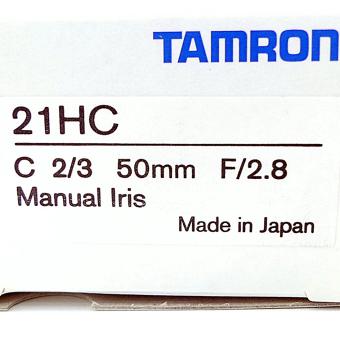 TAMRON
21HC
C 2/3 50mm F/2.8
Manual Iris
Made in Japan